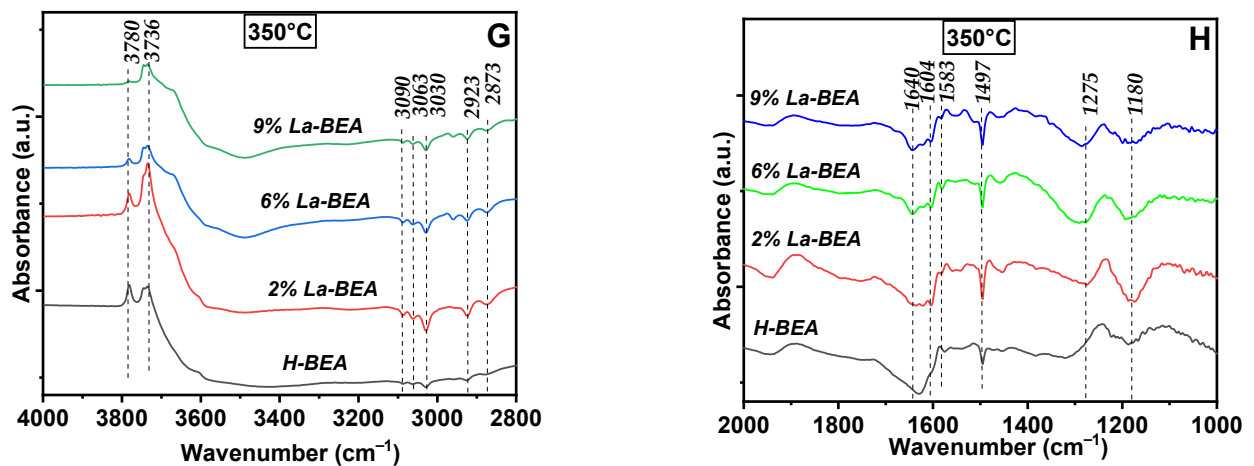 350°C
G
3780
3736
3090
3063
3030
2923
2873
9% La-BEA
6% La-BEA
2% La-BEA
H-BEA
Absorbance (a.u.)
4000 3800 3600 3400 3200 3000 2800
Wavenumber (cm⁻¹)
350°C
H
1640
1604
1583
1497
1275
1180
9% La-BEA
6% La-BEA
2% La-BEA
H-BEA
Absorbance (a.u.)
2000 1800 1600 1400 1200 1000
Wavenumber (cm⁻¹)